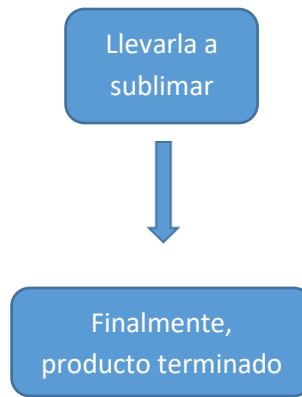 Llevarla a
sublimar
Finalmente,
producto terminado